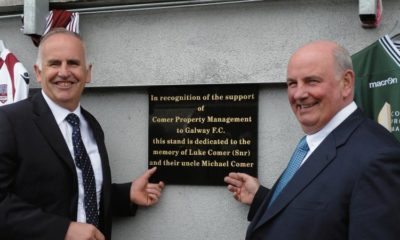 In recognition of the support
of
Comer Property Management
to Galway F.C.
this stand is dedicated to the
memory of Luke Comer (Snr)
and their uncle Michael Comer
macron